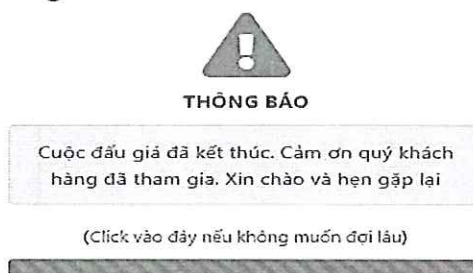 THÔNG BÁO
Cuộc đấu giá đã kết thúc. Cảm ơn quý khách
hàng đã tham gia. Xin chào và hẹn gặp lại
(Click vào đây nếu không muốn đợi lâu)